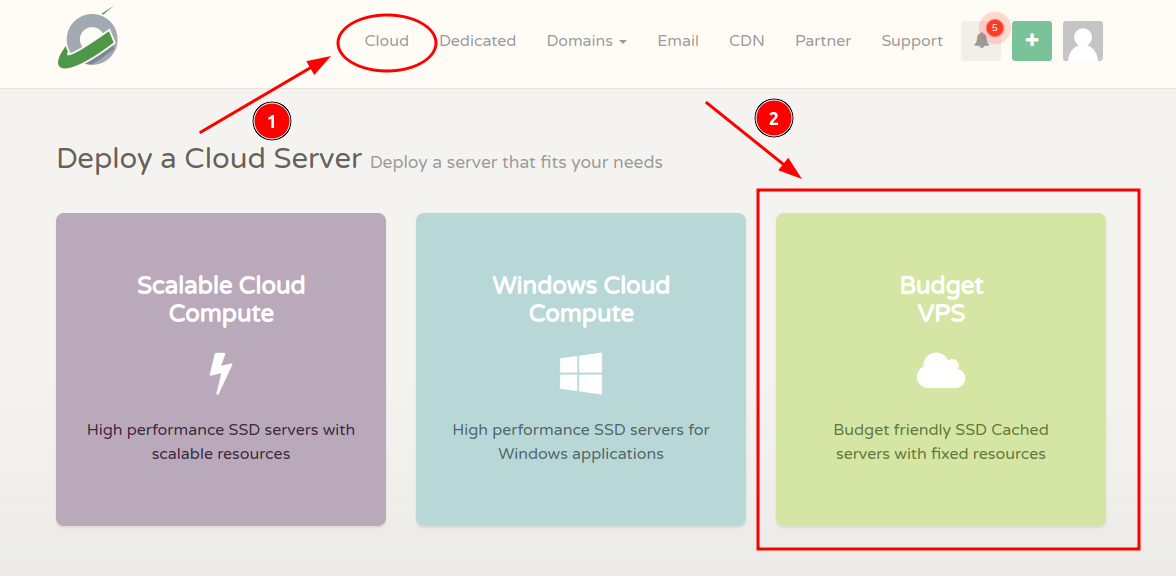 Cloud Dedicated Domains Email CDN Partner Support 5 +
1 2
Deploy a Cloud Server Deploy a server that fits your needs
Scalable Cloud
Compute
High performance SSD servers with
scalable resources
Windows Cloud
Compute
High performance SSD servers for
Windows applications
Budget
VPS
Budget friendly SSD Cached
servers with fixed resources